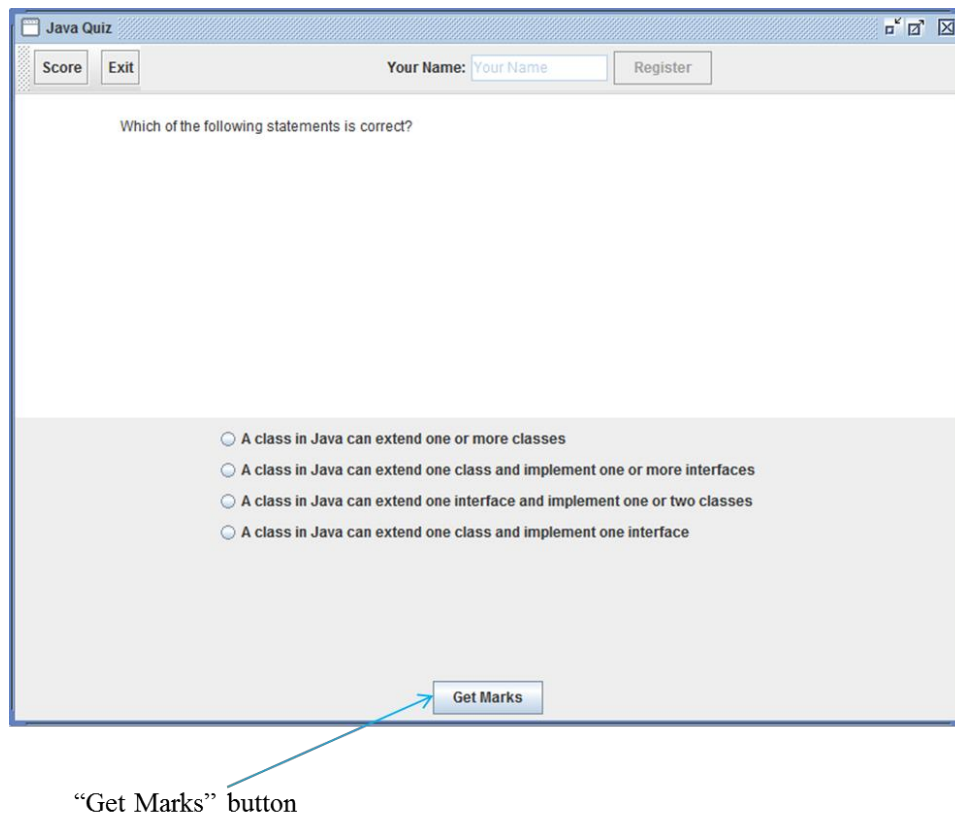 Java Quiz
Score Exit Your Name: Your Name Register
Which of the following statements is correct?
A class in Java can extend one or more classes
A class in Java can extend one class and implement one or more interfaces
A class in Java can extend one interface and implement one or two classes
A class in Java can extend one class and implement one interface
Get Marks
“Get Marks” button